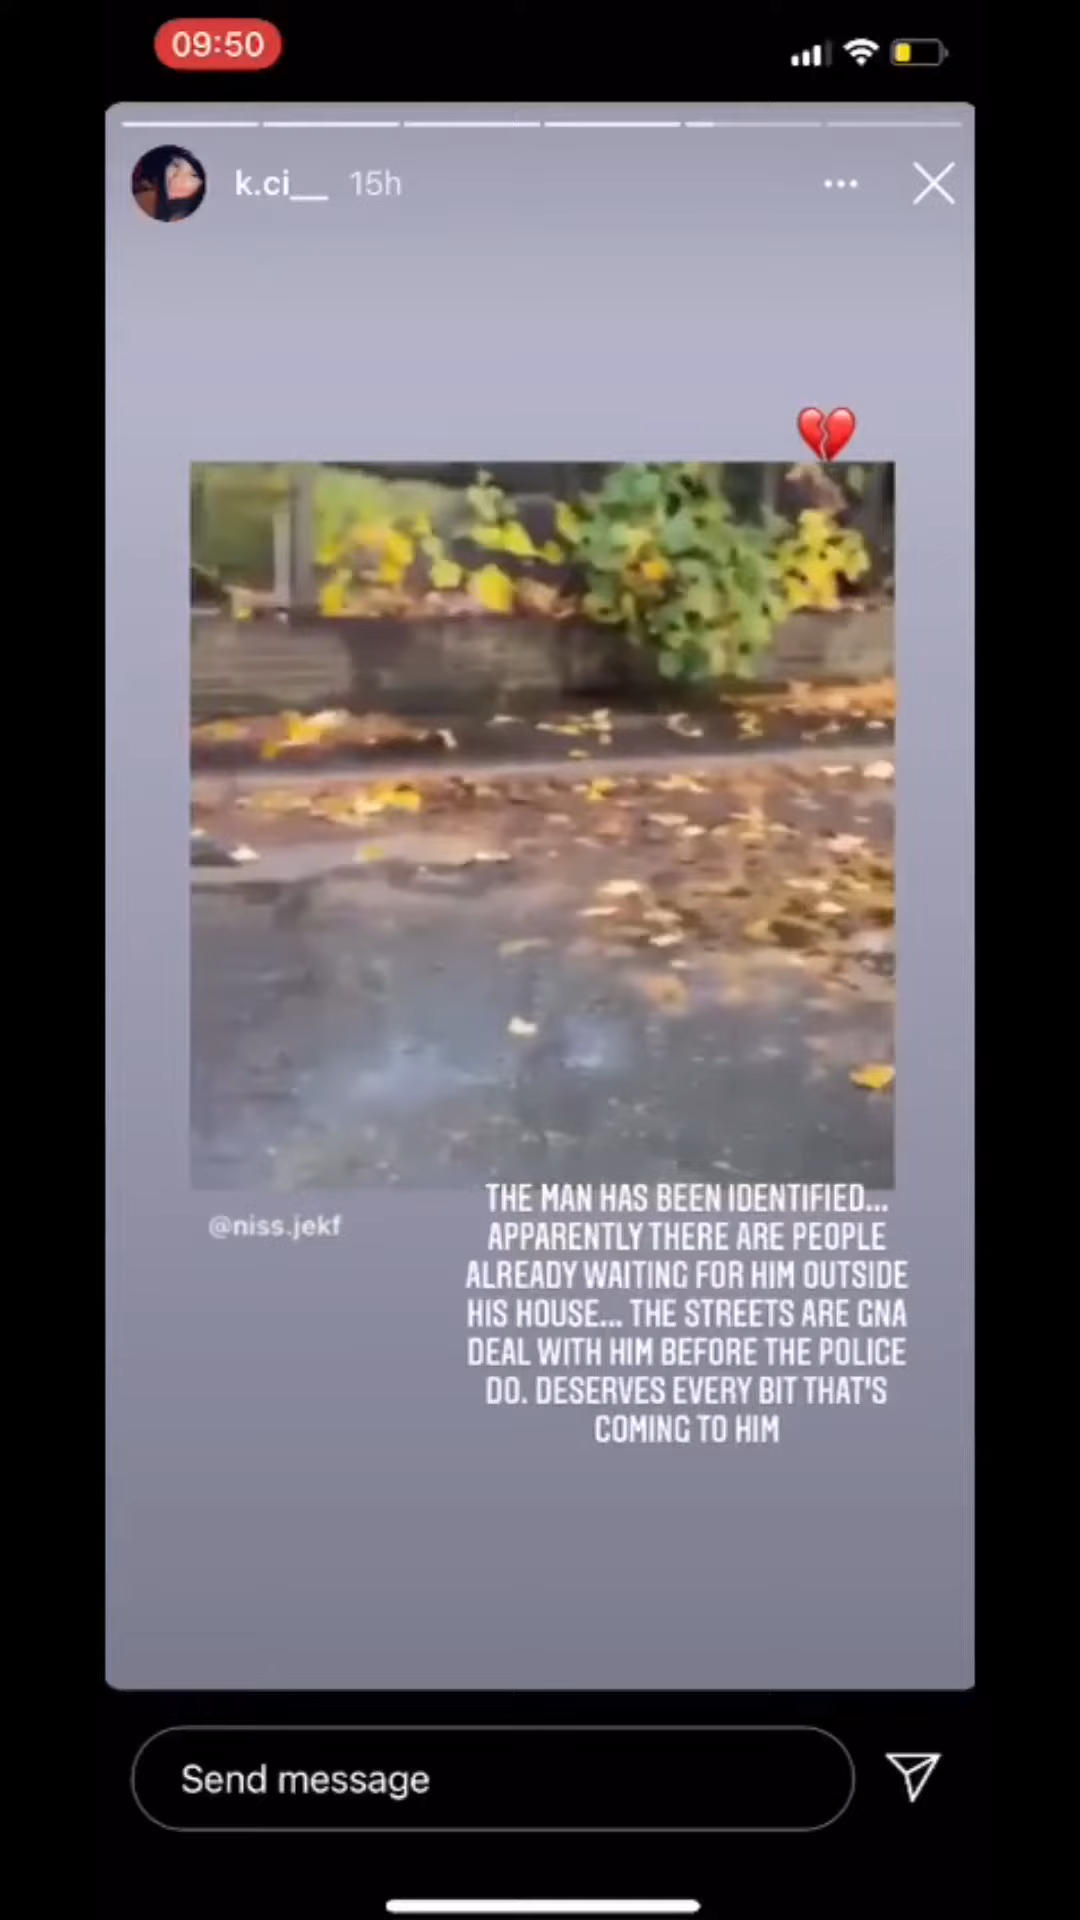 09:50
k.ci__ 15h
THE MAN HAS BEEN IDENTIFIED...
APPARENTLY THERE ARE PEOPLE
ALREADY WAITING FOR HIM OUTSIDE
HIS HOUSE... THE STREETS ARE GNA
DEAL WITH HIM BEFORE THE POLICE
DO. DESERVES EVERY BIT THAT'S
COMING TO HIM
@niss.jekf
Send message